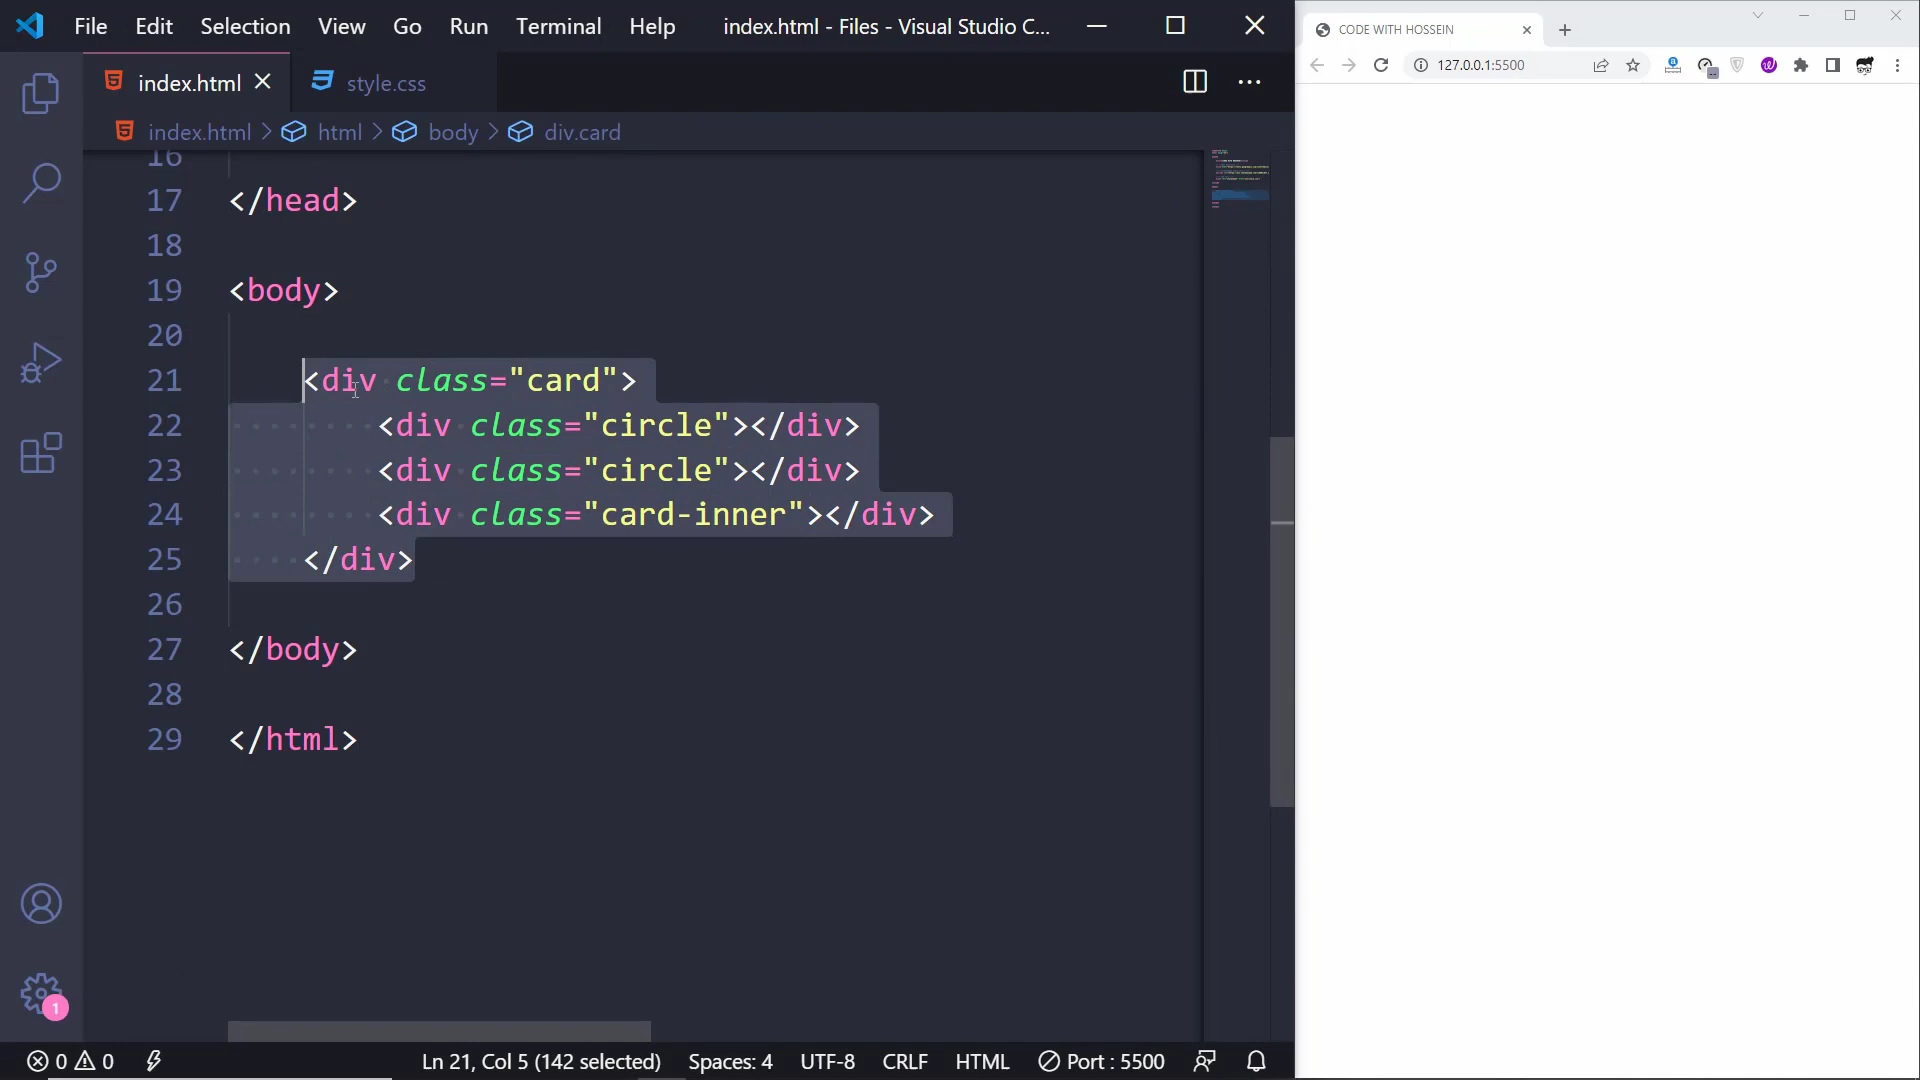 File Edit Selection View Go Run Terminal Help index.html - Files - Visual Studio C...
CODE WITH HOSSEIN
127.0.0.1:5500
index.html style.css
index.html > html > body > div.card
16
17 </head>
18
19 <body>
20
21 <div class="card">
22 <div class="circle"></div>
23 <div class="circle"></div>
24 <div class="card-inner"></div>
25 </div>
26
27 </body>
28
29 </html>
1
0 0 Ln 21, Col 5 (142 selected) Spaces: 4 UTF-8 CRLF HTML Port : 5500